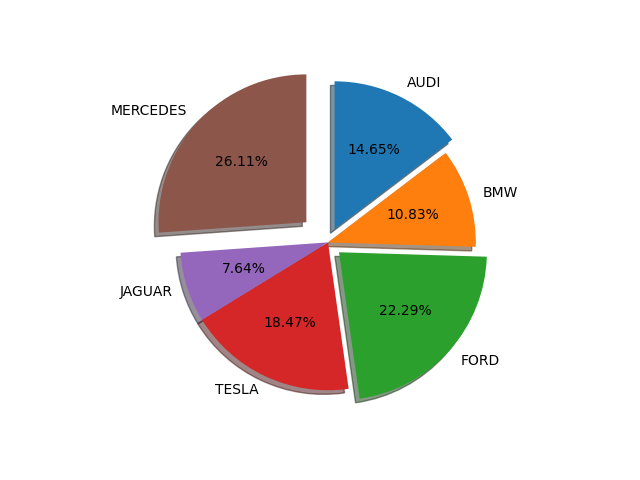 AUDI
14.65%
MERCEDES
26.11%
BMW
10.83%
JAGUAR
7.64%
TESLA
18.47%
FORD
22.29%